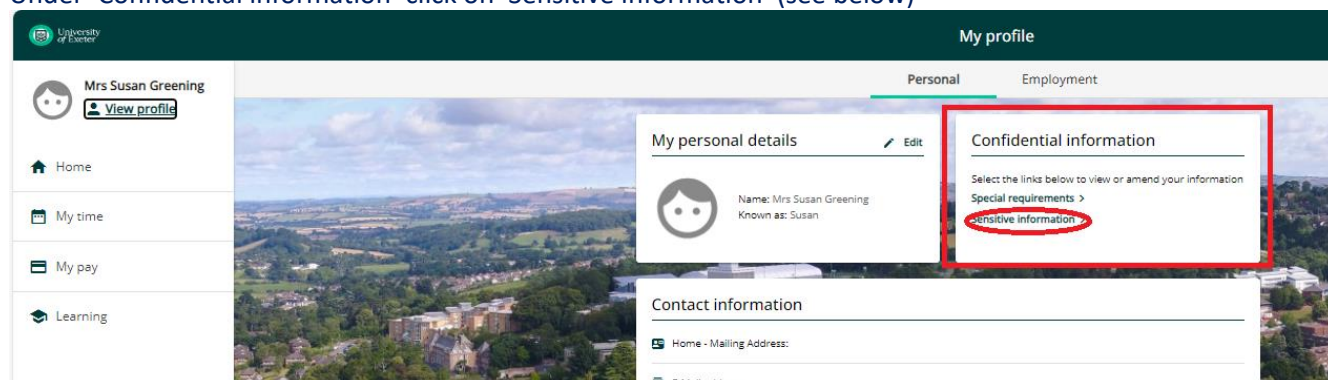 Under 'Confidential information' click on 'Sensitive information' (see below)
University
of Exeter
My profile
Mrs Susan Greening
View profile
Home
My time
My pay
Learning
Personal
Employment
My personal details
Edit
Name: Mrs Susan Greening
Known as: Susan
Confidential information
Select the links below to view or amend your information
Special requirements >
Sensitive information >
Contact information
Home - Mailing Address: